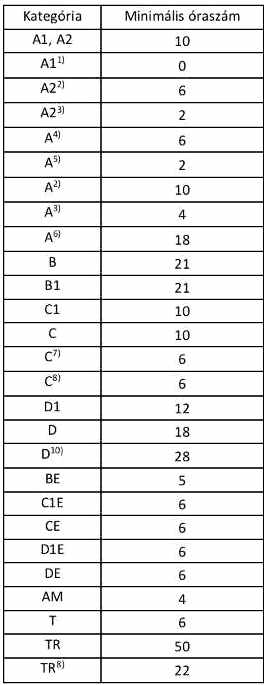 Kategória Minimális óraszám
A1, A2 10
A1¹⁾ 0
A2²⁾ 6
A2³⁾ 2
A⁴⁾ 6
A⁵⁾ 2
A²⁾ 10
A³⁾ 4
A⁶⁾ 18
B 21
B1 21
C1 10
C 10
C⁷⁾ 6
C⁸⁾ 6
D1 12
D 18
D¹⁰⁾ 28
BE 5
C1E 6
CE 6
D1E 6
DE 6
AM 4
T 6
TR 50
TR⁸⁾ 22